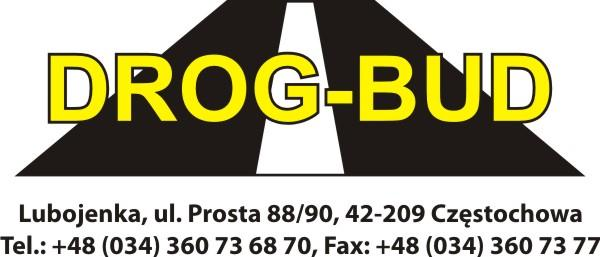 DROG-BUD
Lubojenka, ul. Prosta 88/90, 42-209 Częstochowa
Tel.: +48 (034) 360 73 68 70, Fax: +48 (034) 360 73 77